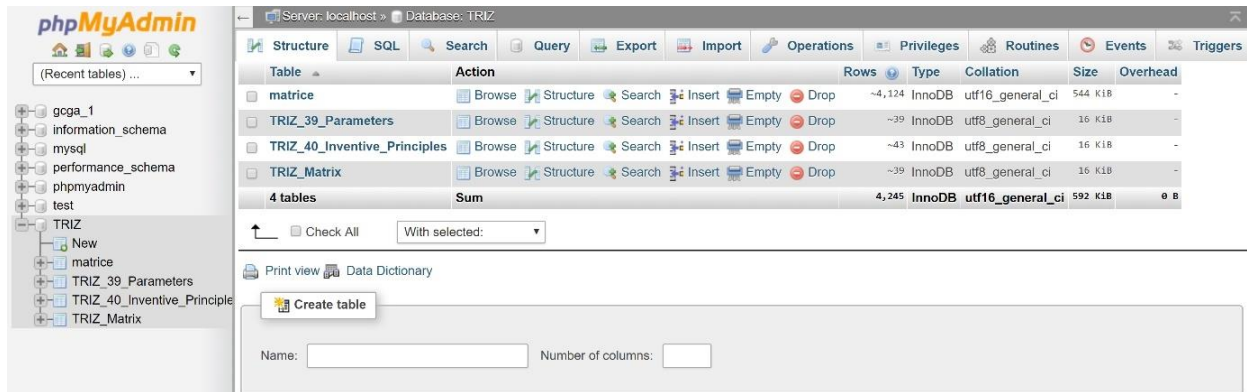 phpMyAdmin
(Recent tables) ...
gcga_1
information_schema
mysql
performance_schema
phpmyadmin
test
TRIZ
New
matrice
TRIZ_39_Parameters
TRIZ_40_Inventive_Principle
TRIZ_Matrix
Server: localhost » Database: TRIZ
Structure SQL Search Query Export Import Operations Privileges Routines Events Triggers
Table Action Rows Type Collation Size Overhead
matrice Browse Structure Search Insert Empty Drop ~4,124 InnoDB utf16_general_ci 544 KiB -
TRIZ_39_Parameters Browse Structure Search Insert Empty Drop ~39 InnoDB utf8_general_ci 16 KiB -
TRIZ_40_Inventive_Principles Browse Structure Search Insert Empty Drop ~43 InnoDB utf8_general_ci 16 KiB -
TRIZ_Matrix Browse Structure Search Insert Empty Drop ~39 InnoDB utf8_general_ci 16 KiB -
4 tables Sum 4,245 InnoDB utf16_general_ci 592 KiB 0 B
Check All With selected:
Print view Data Dictionary
Create table
Name: Number of columns: